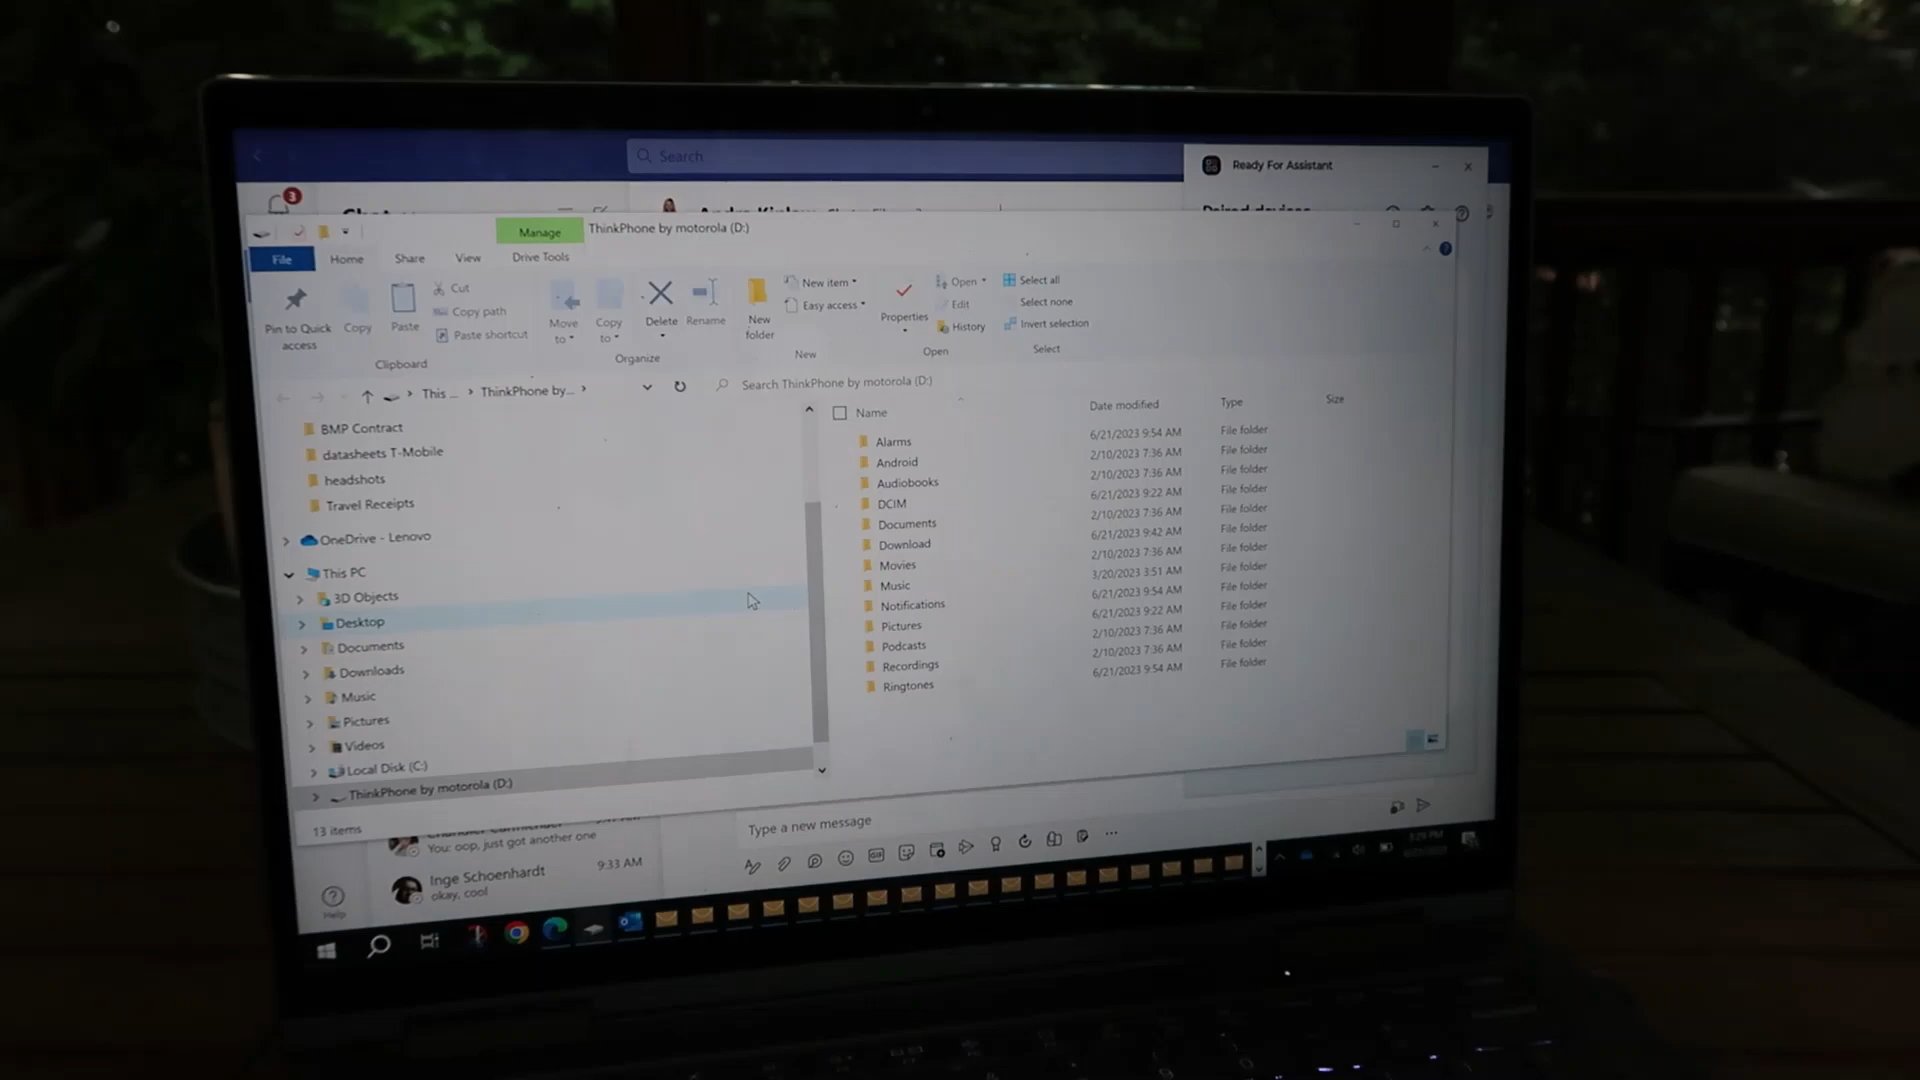 Search
Ready For Assistant
3
Manage
ThinkPhone by motorola (D:)
File
Home
Share
View
Drive Tools
Pin to Quick access
Copy
Paste
Cut
Copy path
Paste shortcut
Clipboard
Move to
Copy to
Delete
Rename
Organize
New folder
New item
Easy access
New
Properties
Open
Edit
History
Open
Select all
Select none
Invert selection
Select
This ...
ThinkPhone by...
Search ThinkPhone by motorola (D:)
BMP Contract
datasheets T-Mobile
headshots
Travel Receipts
OneDrive - Lenovo
This PC
3D Objects
Desktop
Documents
Downloads
Music
Pictures
Videos
Local Disk (C:)
ThinkPhone by motorola (D:)
13 items
Name Date modified Type Size
Alarms 6/21/2023 9:54 AM File folder
Android 2/10/2023 7:36 AM File folder
Audiobooks 2/10/2023 7:36 AM File folder
DCIM 6/21/2023 9:22 AM File folder
Documents 2/10/2023 7:36 AM File folder
Download 6/21/2023 9:42 AM File folder
Movies 2/10/2023 7:36 AM File folder
Music 3/20/2023 3:51 AM File folder
Notifications 6/21/2023 9:54 AM File folder
Pictures 6/21/2023 9:22 AM File folder
Podcasts 2/10/2023 7:36 AM File folder
Recordings 2/10/2023 7:36 AM File folder
Ringtones 6/21/2023 9:54 AM File folder
You: oop, just got another one
Inge Schoenhardt 9:33 AM
okay, cool
Type a new message
GIF
Help